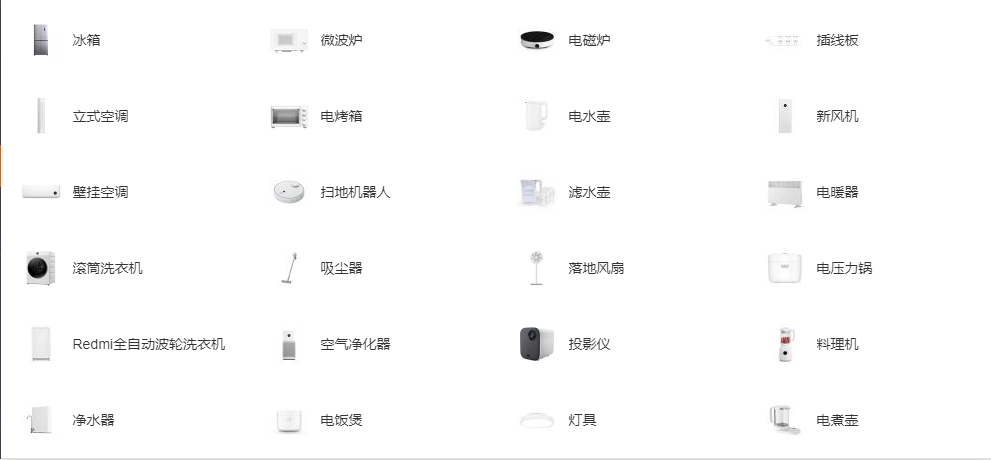 冰箱
微波炉
电磁炉
插线板
立式空调
电烤箱
电水壶
新风机
壁挂空调
扫地机器人
滤水壶
电暖器
滚筒洗衣机
吸尘器
落地风扇
电压力锅
Redmi全自动波轮洗衣机
空气净化器
投影仪
料理机
净水器
电饭煲
灯具
电煮壶